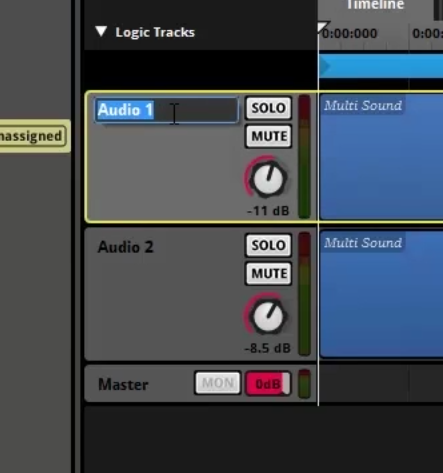 Timeline
▼ Logic Tracks
0:00:000
0:00:
Audio 1
SOLO
Multi Sound
MUTE
nassigned
-11 dB
Audio 2
SOLO
Multi Sound
MUTE
-8.5 dB
Master
MON
0dB